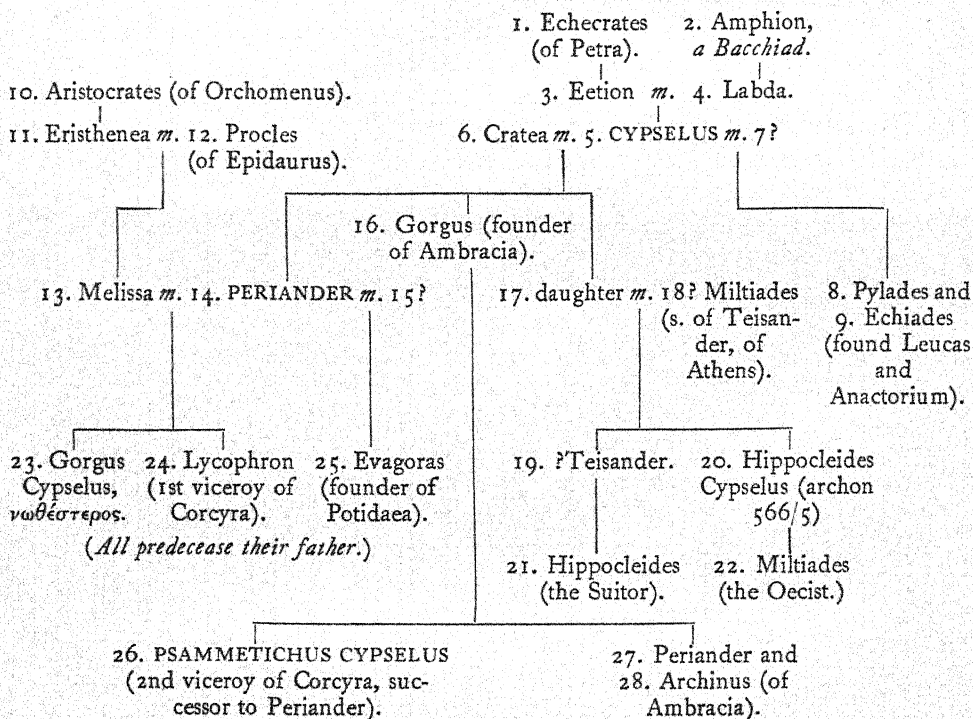 1. Echecrates 2. Amphion,
(of Petra). a Bacchiad.
10. Aristocrates (of Orchomenus).
3. Eetion m. 4. Labda.
11. Eristhenea m. 12. Procles
(of Epidaurus).
6. Cratea m. 5. CYPSELUS m. 7?
16. Gorgus (founder
of Ambracia).
13. Melissa m. 14. PERIANDER m. 15?
17. daughter m. 18? Miltiades
(s. of Teisan-
der, of
Athens).
8. Pylades and
9. Echiades
(found Leucas
and
Anactorium).
23. Gorgus
Cypselus,
νωθέστερος.
24. Lycophron
(1st viceroy of
Corcyra).
25. Evagoras
(founder of
Potidaea).
(All predecease their father.)
19. ?Teisander.
20. Hippocleides
Cypselus (archon
566/5)
21. Hippocleides
(the Suitor).
22. Miltiades
(the Oecist.)
26. PSAMMETICHUS CYPSELUS
(2nd viceroy of Corcyra, suc-
cessor to Periander).
27. Periander and
28. Archinus (of
Ambracia).